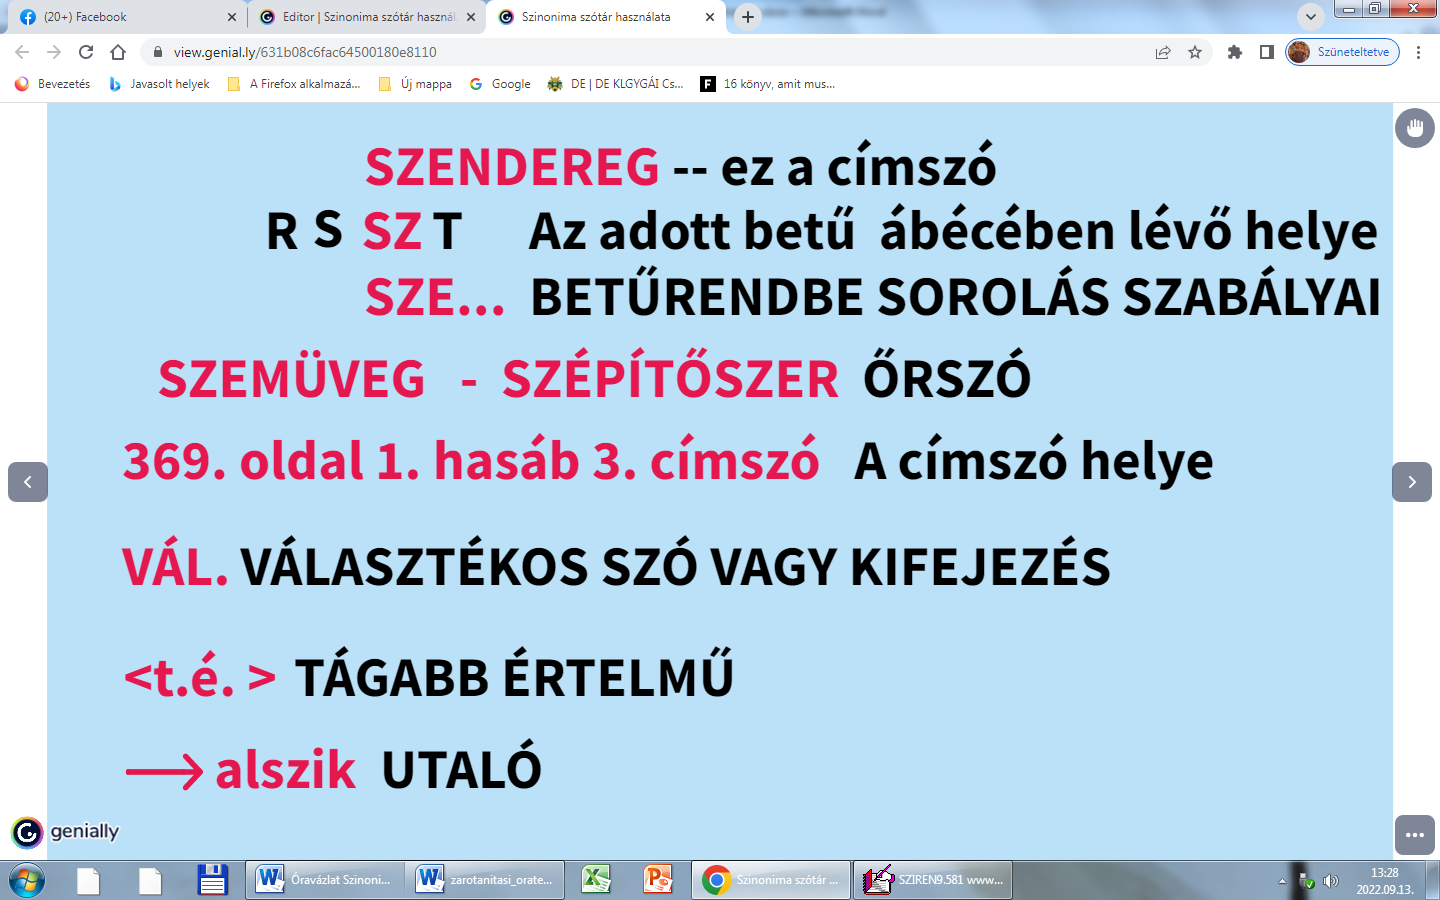 (20+) Facebook
Editor | Szinonima szótár használ
Szinonima szótár használata
view.genial.ly/631b08c6fac64500180e8110
Szüneteltetve
Bevezetés
Javasolt helyek
A Firefox alkalmazá...
Új mappa
Google
DE | DE KLGYGÁI Cs...
16 könyv, amit mus...
SZENDEREG -- ez a címszó
R S SZ T Az adott betű ábécében lévő helye
SZE... BETŰRENDBE SOROLÁS SZABÁLYAI
SZEMÜVEG - SZÉPÍTŐSZER ŐRSZÓ
369. oldal 1. hasáb 3. címszó A címszó helye
VÁL. VÁLASZTÉKOS SZÓ VAGY KIFEJEZÉS
<t.é. > TÁGABB ÉRTELMŰ
→ alszik UTALÓ
genially
Óravázlat Szinoni...
zarotanitasi_orate...
Szinonima szótár ...
SZIREN9.581 www...
13:28
2022.09.13.